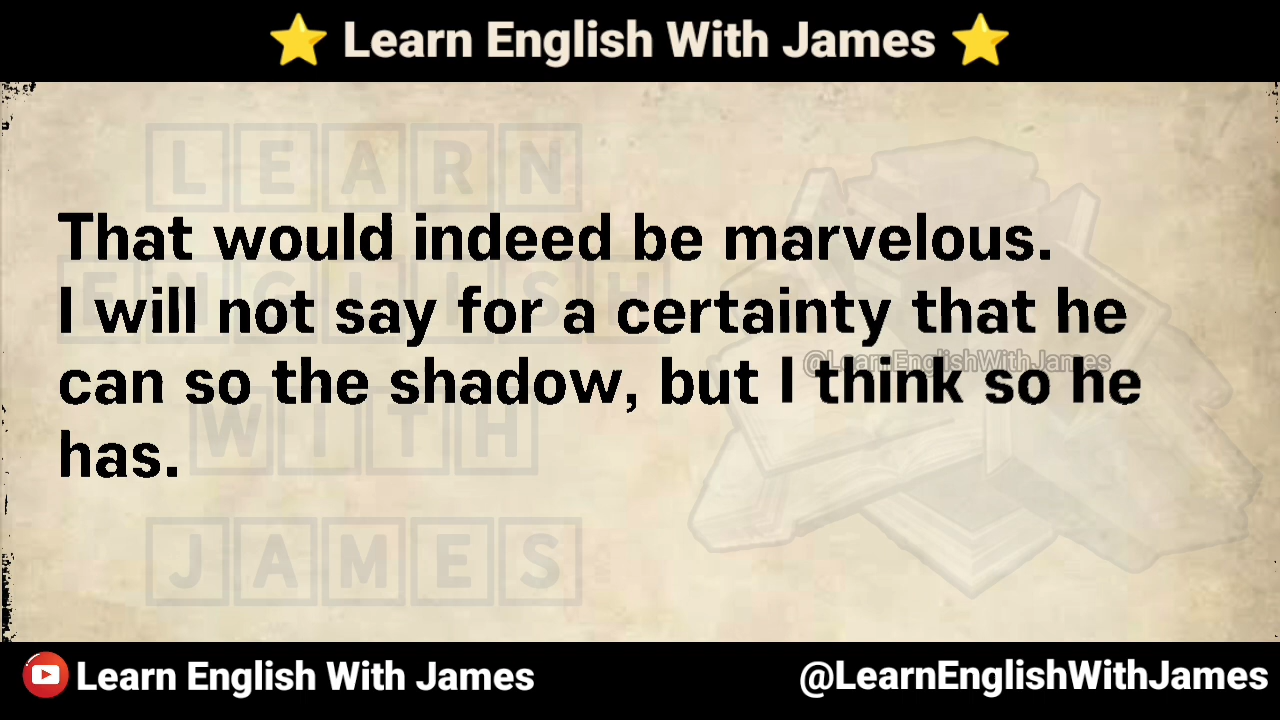 ⭐ Learn English With James ⭐
LEARN
That would indeed be marvelous.
ENGLISH
I will not say for a certainty that he
@LearnEnglishWithJames
can so the shadow, but I think so he
WITH
has.
JAMES
Learn English With James
@LearnEnglishWithJames